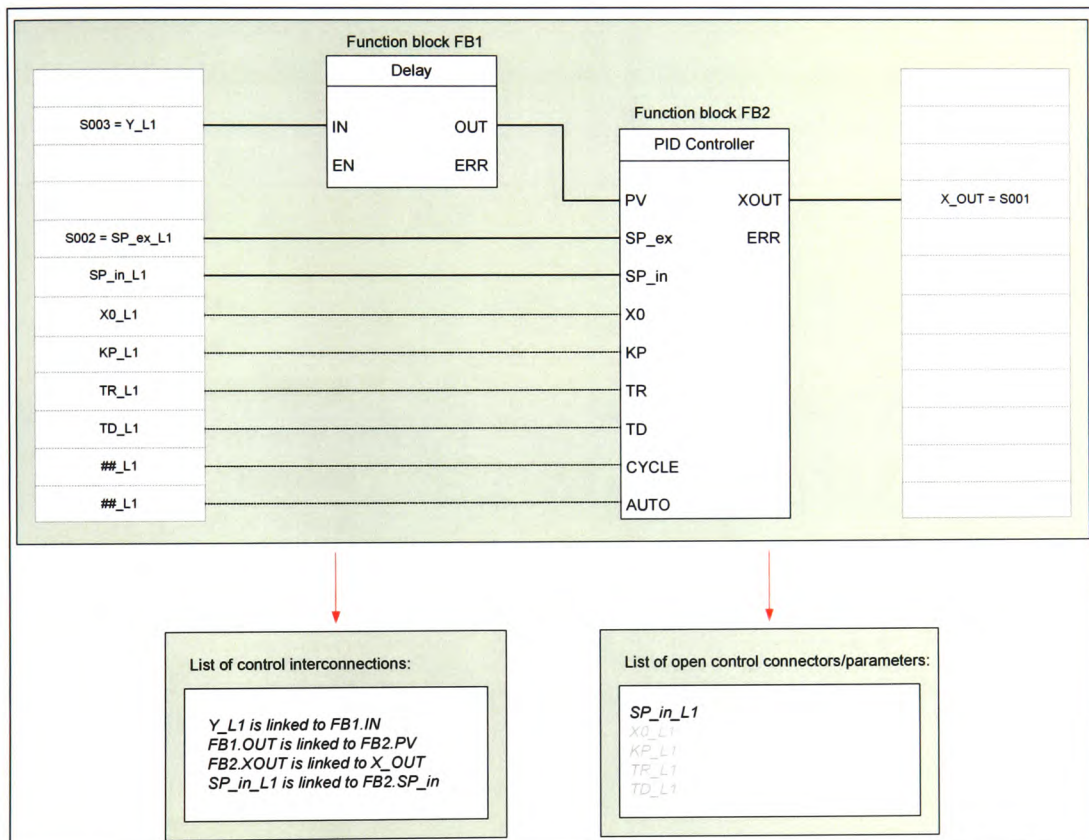 Function block FB1
Delay
IN OUT
EN ERR
Function block FB2
PID Controller
PV XOUT
SP_ex ERR
SP_in
X0
KP
TR
TD
CYCLE
AUTO
S003 = Y_L1
S002 = SP_ex_L1
SP_in_L1
X0_L1
KP_L1
TR_L1
TD_L1
##_L1
##_L1
X_OUT = S001
List of control interconnections:
Y_L1 is linked to FB1.IN
FB1.OUT is linked to FB2.PV
FB2.XOUT is linked to X_OUT
SP_in_L1 is linked to FB2.SP_in
List of open control connectors/parameters:
SP_in_L1
X0_L1
KP_L1
TR_L1
TD_L1